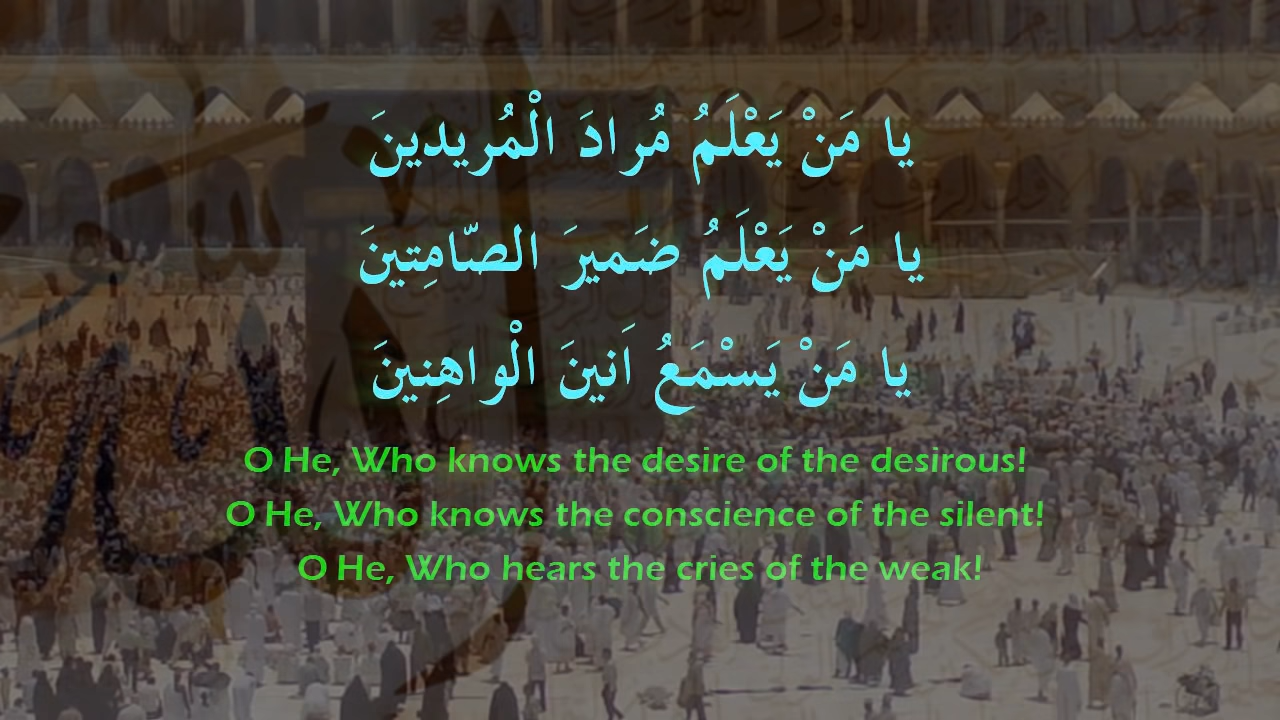 يا مَنْ يَعْلَمُ مُرادَ الْمُريدينَ
يا مَنْ يَعْلَمُ ضَميرَ الصّامِتينَ
يا مَنْ يَسْمَعُ اَنينَ الْواهِنينَ
O He, Who knows the desire of the desirous!
O He, Who knows the conscience of the silent!
O He, Who hears the cries of the weak!